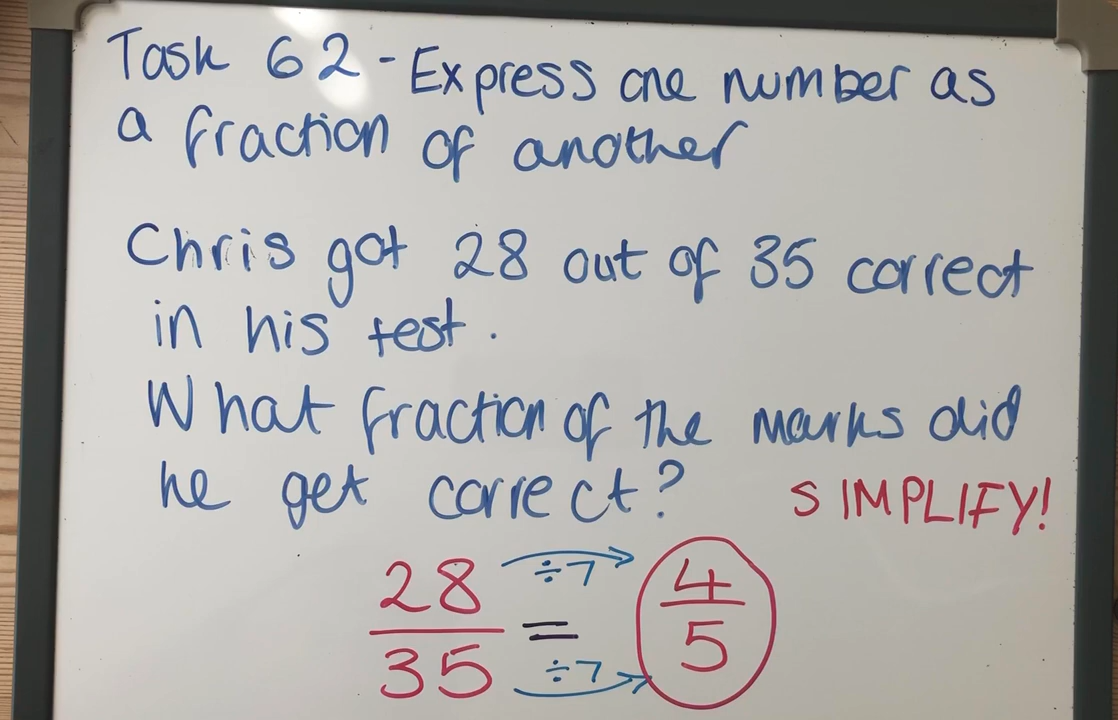 Task 62 - Express one number as
a fraction of another
Chris got 28 out of 35 correct
in his test.
What fraction of the marks did
he get correct?
SIMPLIFY!
28/35 = 4/5
÷7
÷7